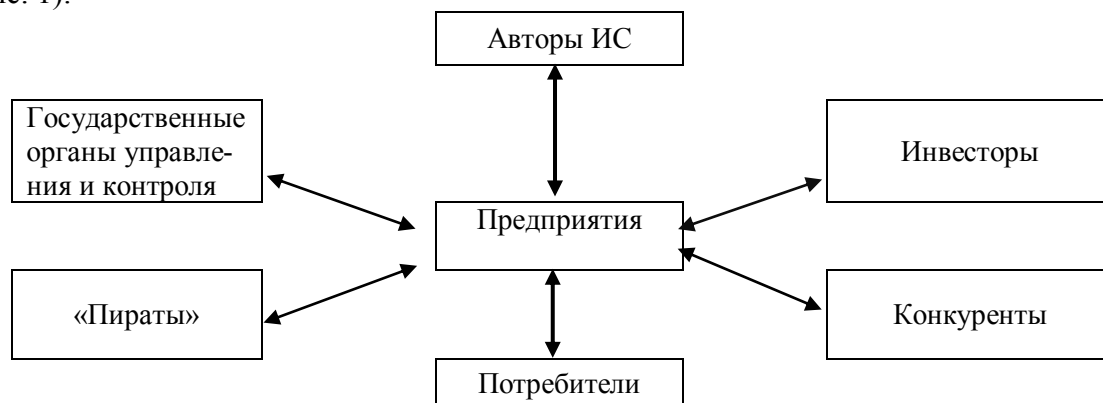 ис. 1).
Авторы ИС
Государственные
органы управле-
ния и контроля
Инвесторы
Предприятия
«Пираты»
Конкуренты
Потребители